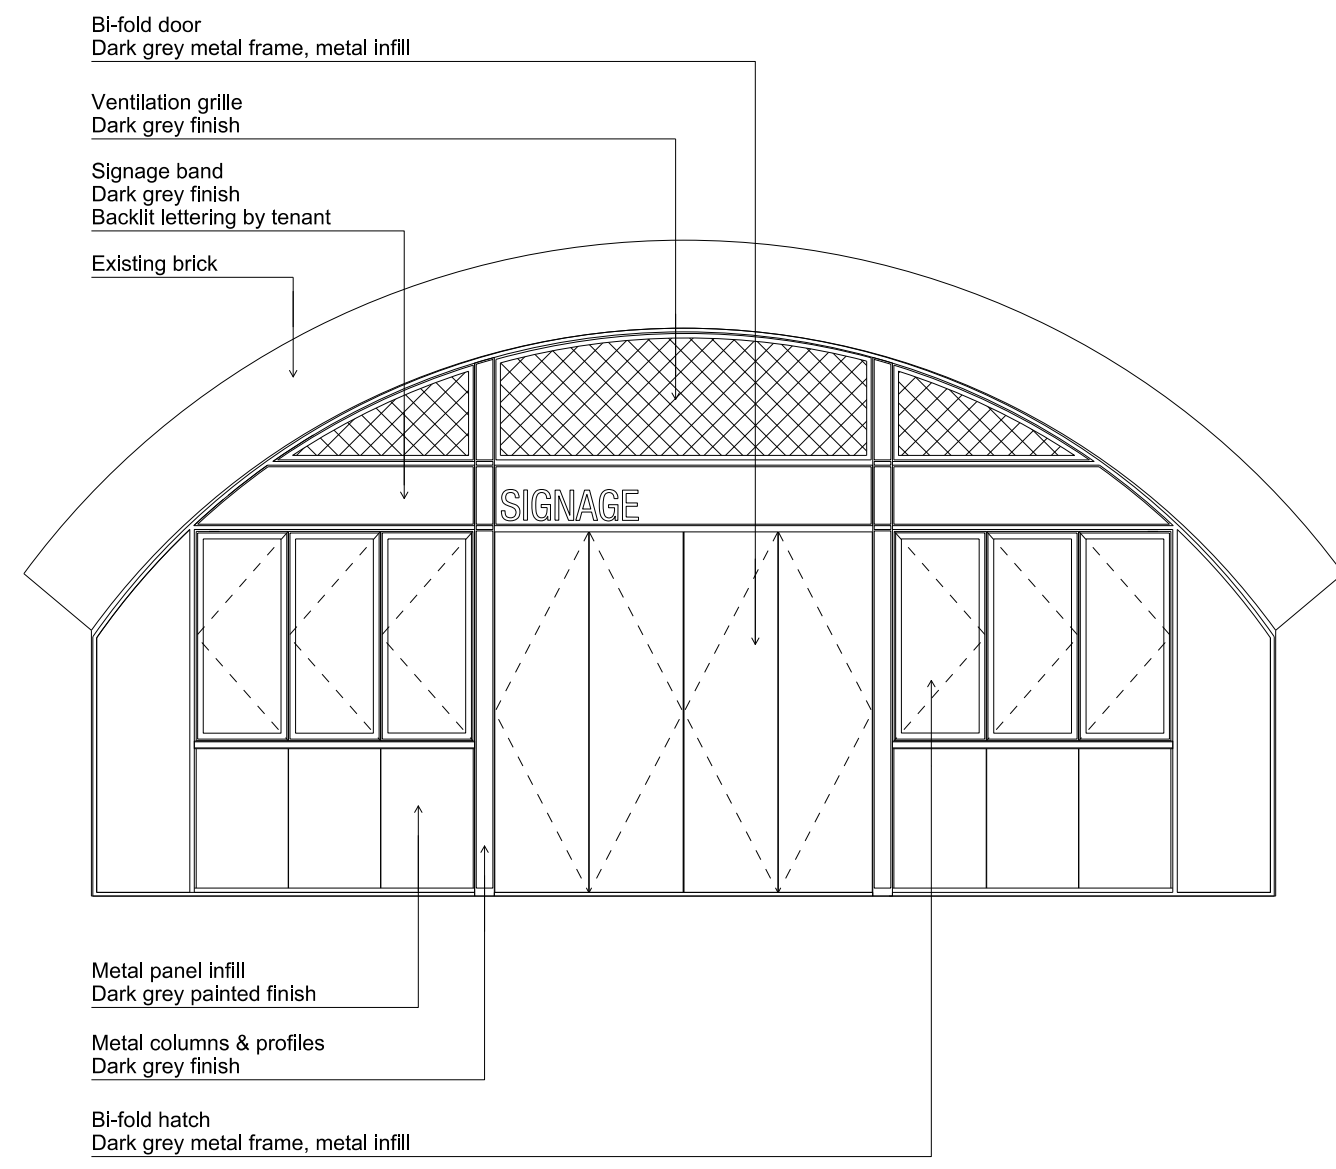 Bi-fold door
Dark grey metal frame, metal infill
Ventilation grille
Dark grey finish
Signage band
Dark grey finish
Backlit lettering by tenant
Existing brick
SIGNAGE
Metal panel infill
Dark grey painted finish
Metal columns & profiles
Dark grey finish
Bi-fold hatch
Dark grey metal frame, metal infill